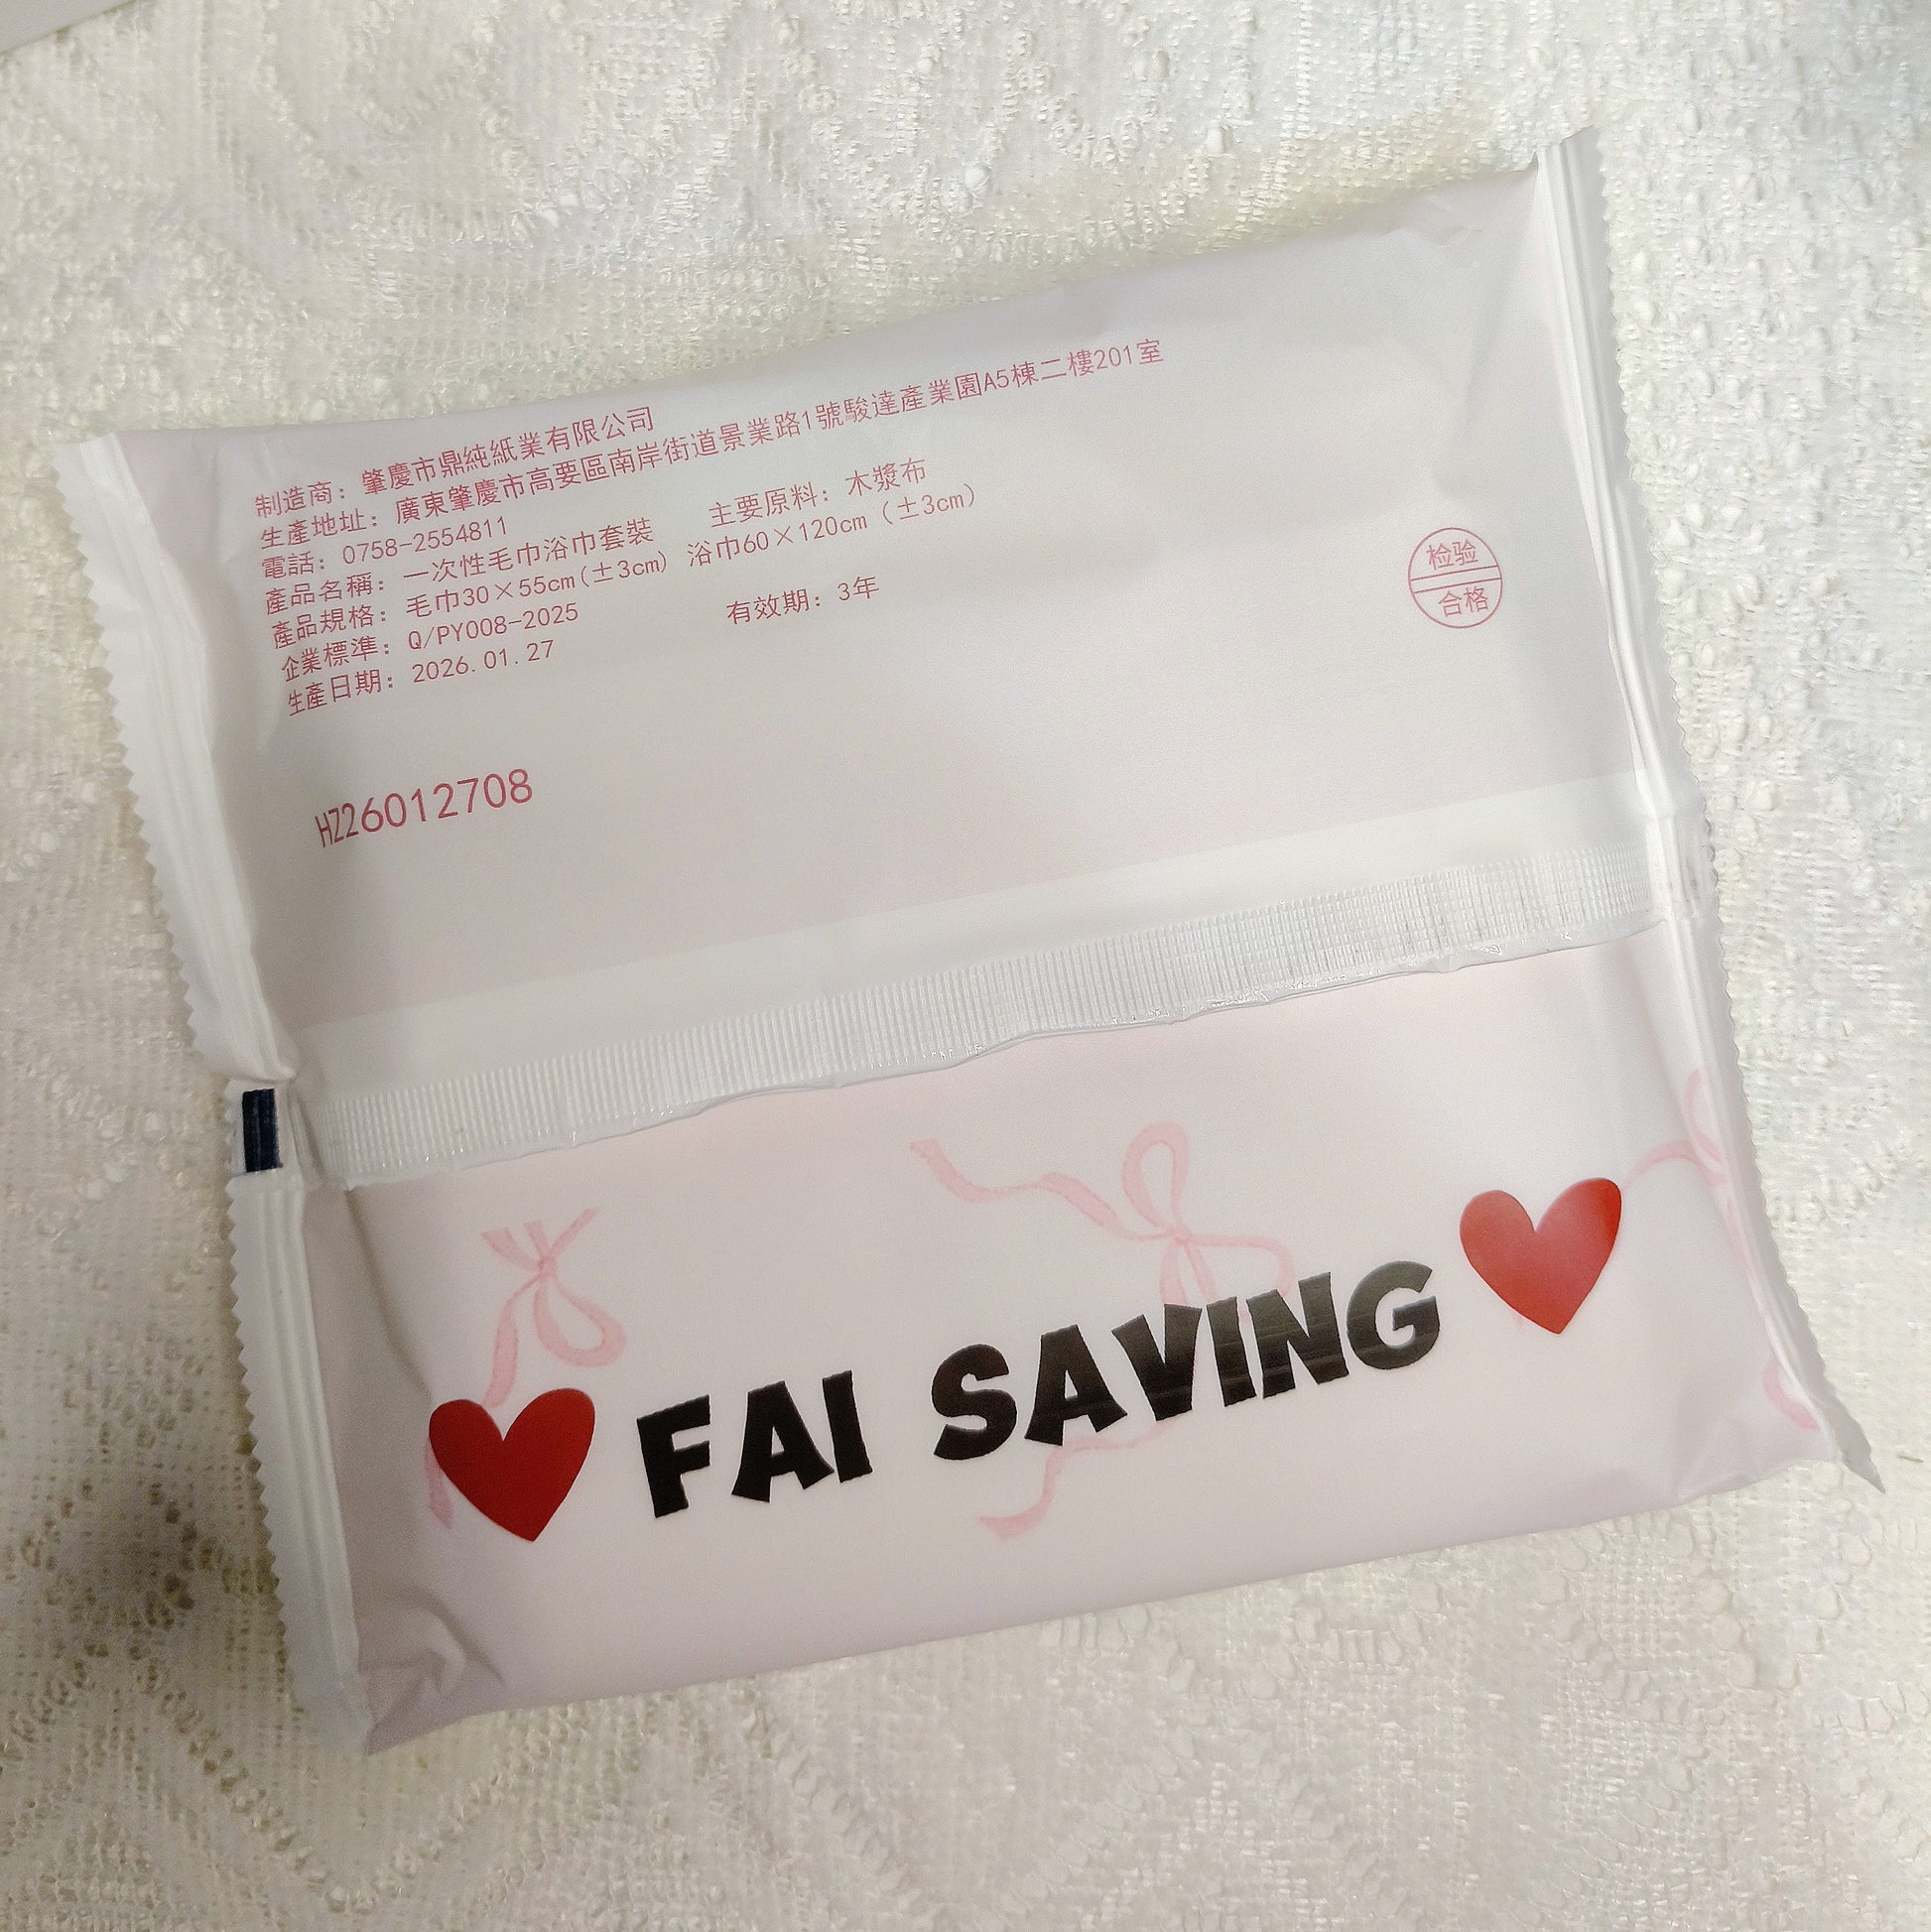 制造商：肇慶市鼎純紙業有限公司
生產地址：廣東肇慶市高要區南岸街道景業路1號駿達產業園A5棟二樓201室
電話：0758-2554811
產品名稱：一次性毛巾浴巾套裝 主要原料：木漿布
產品規格：毛巾30×55cm(±3cm) 浴巾60×120cm (±3cm)
企業標準：Q/PY008-2025
生產日期：2026.01.27 有效期：3年
检验
合格
HZ26012708
FAI SAVING